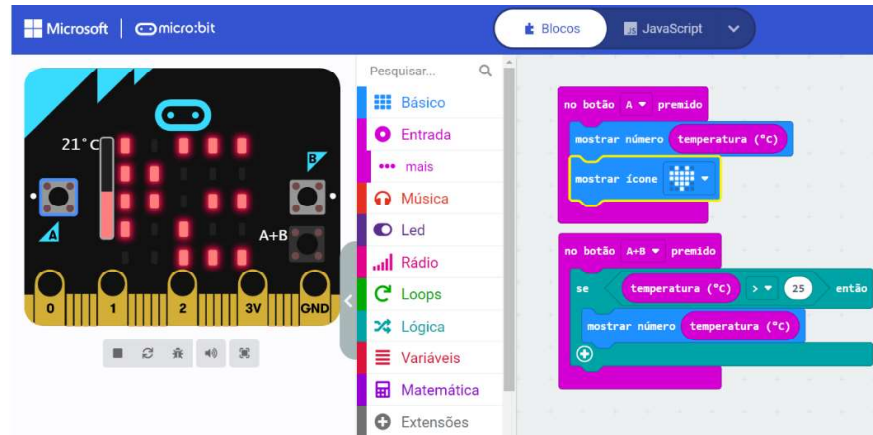 Microsoft micro:bit
Blocos
JS JavaScript
21°C
B
A
A+B
0 1 2 3V GND
Pesquisar...
Básico
Entrada
mais
Música
Led
Rádio
Loops
Lógica
Variáveis
Matemática
Extensões
no botão A premido
mostrar número temperatura (°C)
mostrar ícone
no botão A+B premido
se temperatura (°C) > 25 então
mostrar número temperatura (°C)